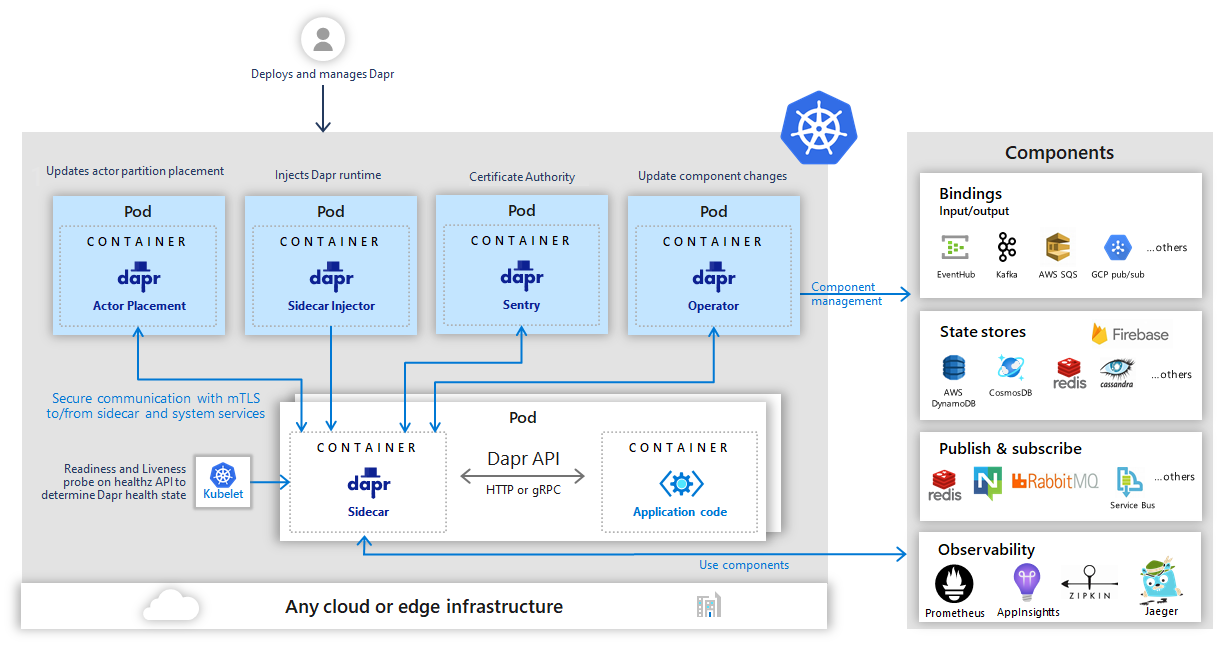 Deploys and manages Dapr
Updates actor partition placement
Injects Dapr runtime
Certificate Authority
Update component changes
Pod
CONTAINER
dapr
Actor Placement
Pod
CONTAINER
dapr
Sidecar Injector
Pod
CONTAINER
dapr
Sentry
Pod
CONTAINER
dapr
Operator
Component
management
Secure communication with mTLS
to/from sidecar and system services
Readiness and Liveness
probe on healthz API to
determine Dapr health state
Kubelet
Pod
CONTAINER
dapr
Sidecar
Dapr API
HTTP or gRPC
CONTAINER
Application code
Use components
Any cloud or edge infrastructure
Components
Bindings
Input/output
EventHub
Kafka
AWS SQS
GCP pub/sub
...others
State stores
Firebase
AWS
DynamoDB
CosmosDB
redis
cassandra
...others
Publish & subscribe
redis
N
RabbitMQ
Service Bus
...others
Observability
Prometheus
AppInsightts
ZIPKIN
Jaeger